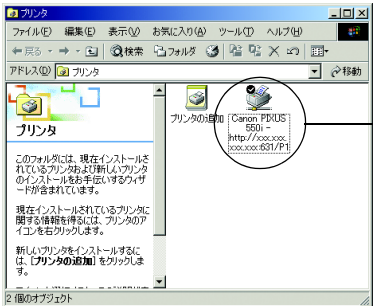 プリンタ
ファイル(F) 編集(E) 表示(V) お気に入り(A) ツール(T) ヘルプ(H)
戻る 検索 フォルダ
アドレス(D) プリンタ 移動
プリンタ
このフォルダには、現在インストールさ
れているプリンタおよび新しいプリンタ
のインストールをお手伝いするウィザ
ードが含まれています。
現在インストールされているプリンタに
関する情報を得るには、プリンタのア
イコンを右クリックします。
新しいプリンタをインストールするに
は、[プリンタの追加] をクリックしま
す。
プリンタの追加
Canon PIXUS
550i -
http://xxx.xxx.
xxx.xxx:631/P1
2 個のオブジェクト